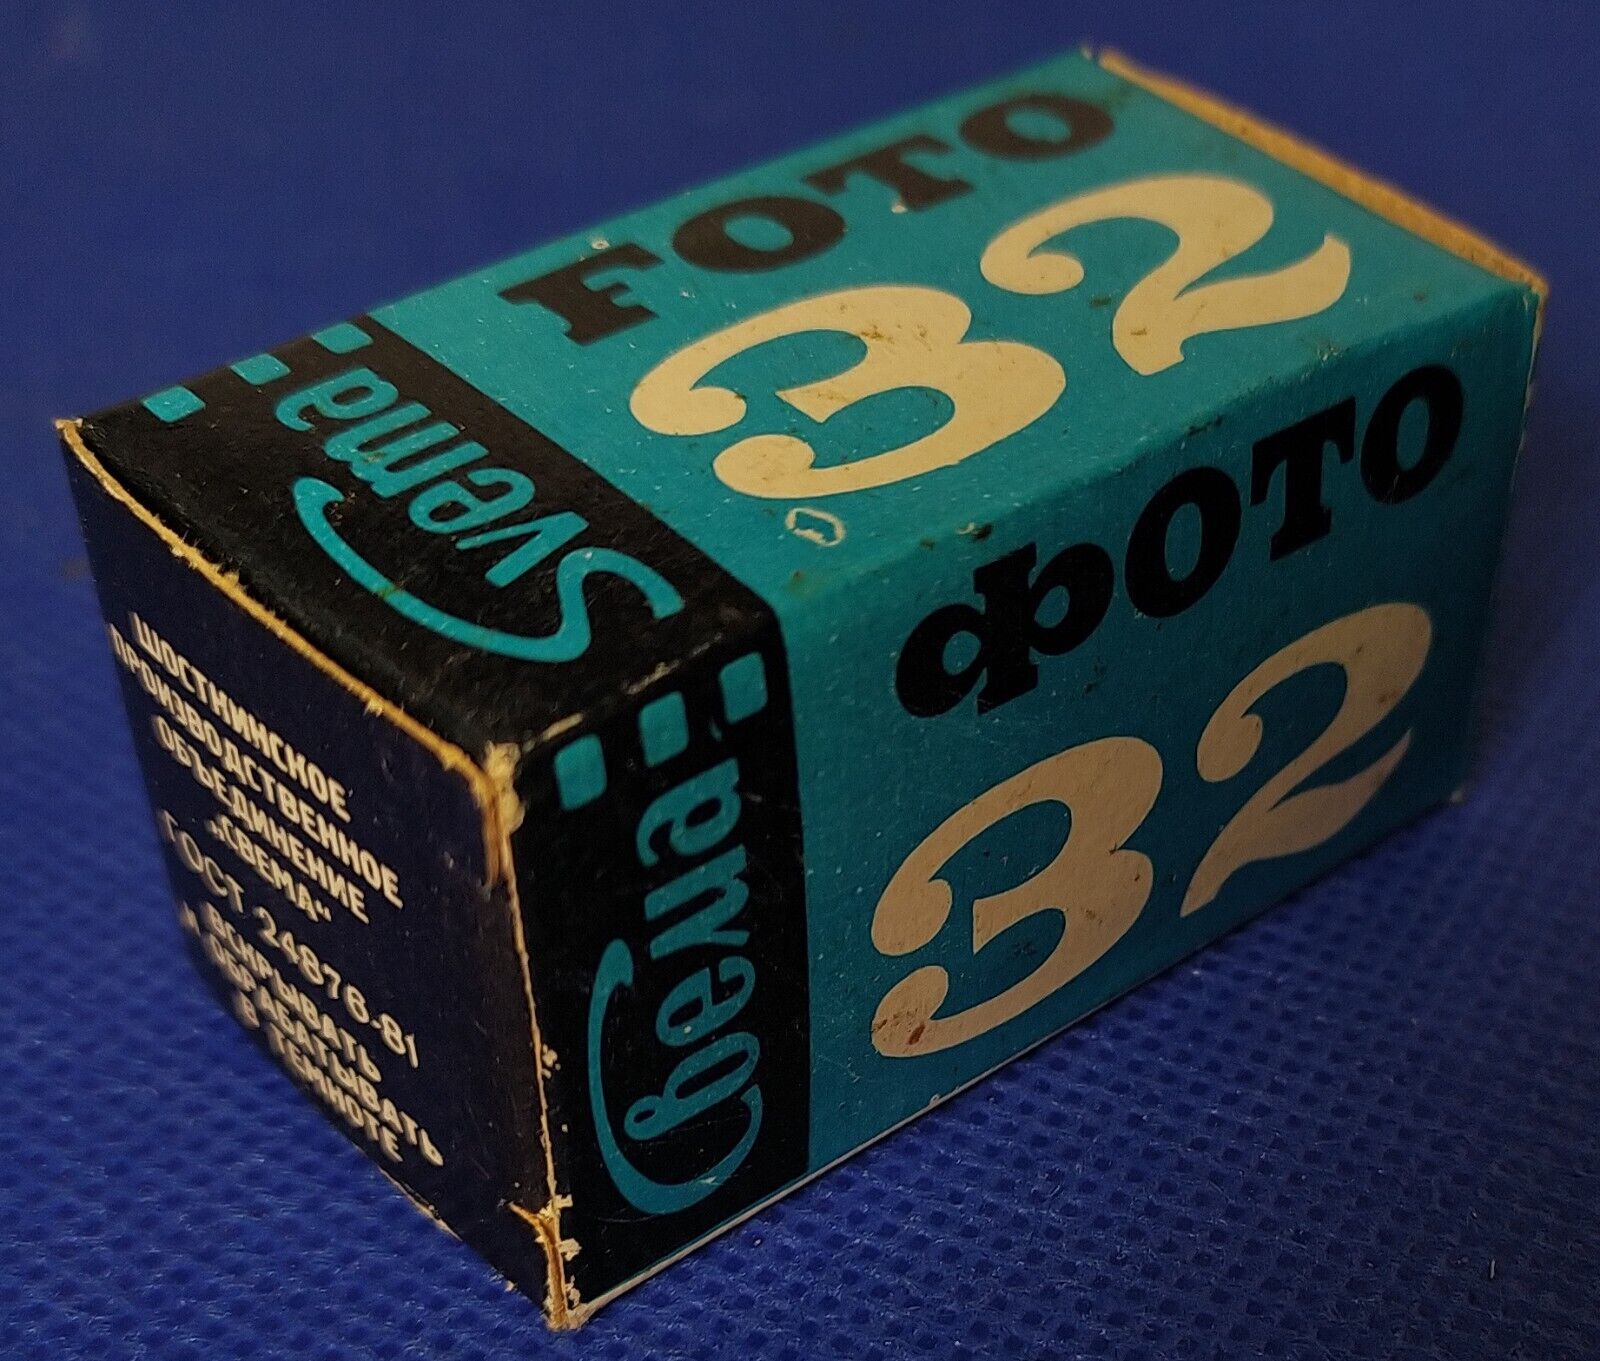 FOTO
32
Svema
ФОТО
32
Свема
ШОСТКИНСКОЕ
ПРОИЗВОДСТВЕННОЕ
ОБЪЕДИНЕНИЕ
„СВЕМА"
ГОСТ 24876-81
ВСКРЫВАТЬ
И ОБРАБАТЫВАТЬ
В ТЕМНОТЕ